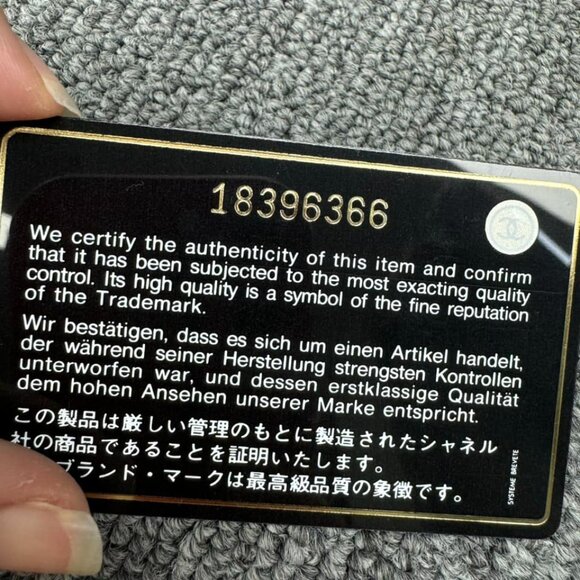 18396366
We certify the authenticity of this item and confirm
that it has been subjected to the most exacting quality
control. Its high quality is a symbol of the fine reputation
of the Trademark.
Wir bestätigen, dass es sich um einen Artikel handelt,
der während seiner Herstellung strengsten Kontrollen
unterworfen war, und dessen erstklassige Qualität
dem hohen Ansehen unserer Marke entspricht.
この製品は厳しい管理のもとに製造されたシャネル
社の商品であることを証明いたします。
ブランド・マークは最高級品質の象徴です。
SYSTEME BREVETE